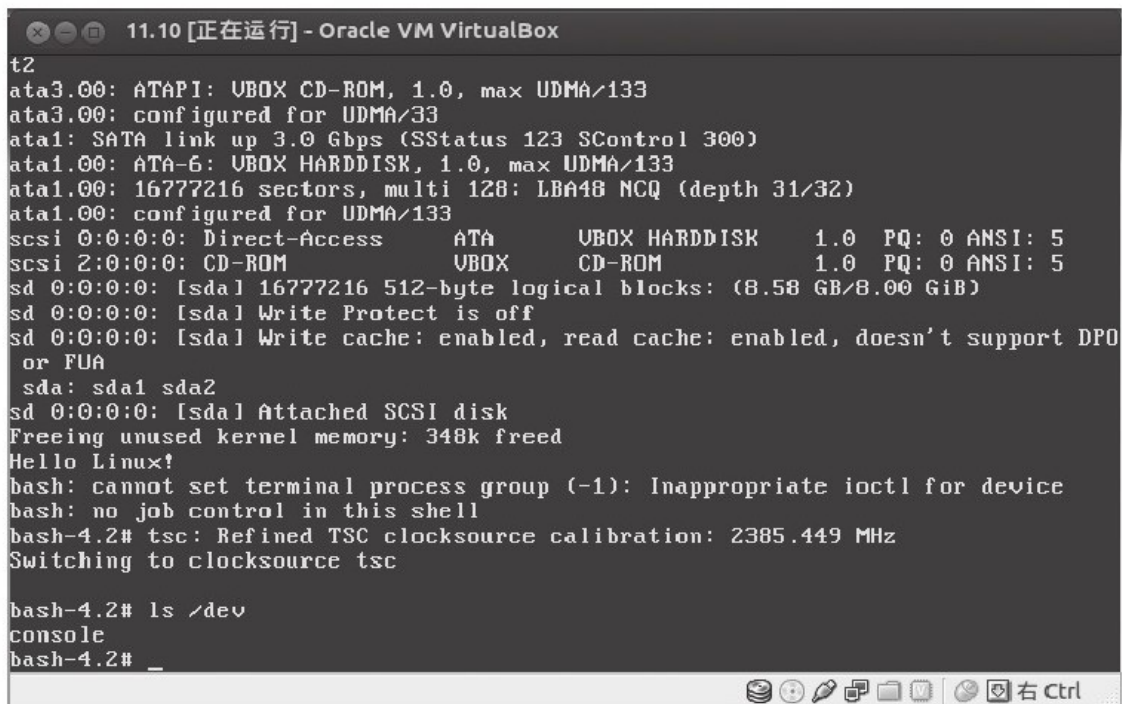 11.10 [正在运行] - Oracle VM VirtualBox
t2
ata3.00: ATAPI: VBOX CD-ROM, 1.0, max UDMA/133
ata3.00: configured for UDMA/33
ata1: SATA link up 3.0 Gbps (SStatus 123 SControl 300)
ata1.00: ATA-6: VBOX HARDDISK, 1.0, max UDMA/133
ata1.00: 16777216 sectors, multi 128: LBA48 NCQ (depth 31/32)
ata1.00: configured for UDMA/133
scsi 0:0:0:0: Direct-Access     ATA      VBOX HARDDISK    1.0  PQ: 0 ANSI: 5
scsi 2:0:0:0: CD-ROM            VBOX     CD-ROM           1.0  PQ: 0 ANSI: 5
sd 0:0:0:0: [sda] 16777216 512-byte logical blocks: (8.58 GB/8.00 GiB)
sd 0:0:0:0: [sda] Write Protect is off
sd 0:0:0:0: [sda] Write cache: enabled, read cache: enabled, doesn't support DPO
 or FUA
 sda: sda1 sda2
sd 0:0:0:0: [sda] Attached SCSI disk
Freeing unused kernel memory: 348k freed
Hello Linux!
bash: cannot set terminal process group (-1): Inappropriate ioctl for device
bash: no job control in this shell
bash-4.2# tsc: Refined TSC clocksource calibration: 2385.449 MHz
Switching to clocksource tsc
bash-4.2# ls /dev
console
bash-4.2# _
右 Ctrl